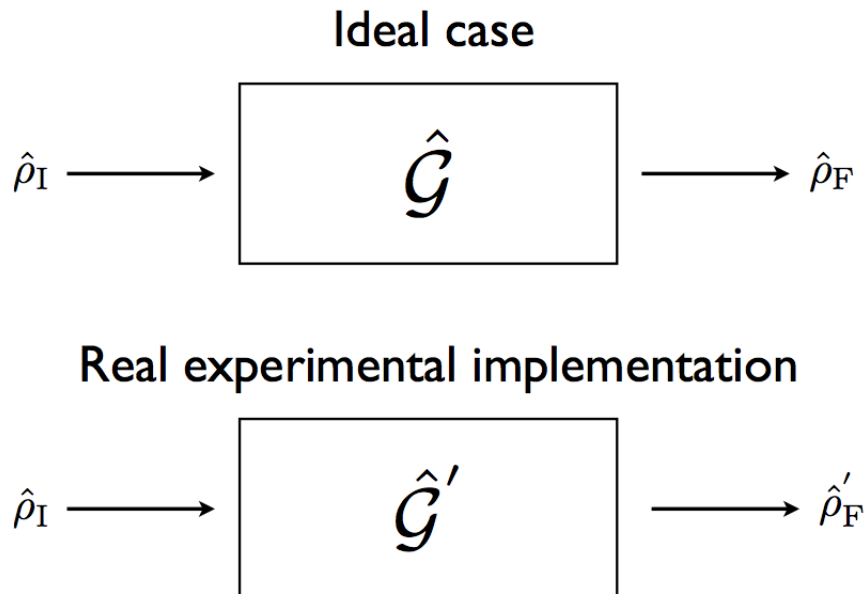 Ideal case
ρ̂_I → 𝒢̂ → ρ̂_F
Real experimental implementation
ρ̂_I → 𝒢̂′ → ρ̂′_F